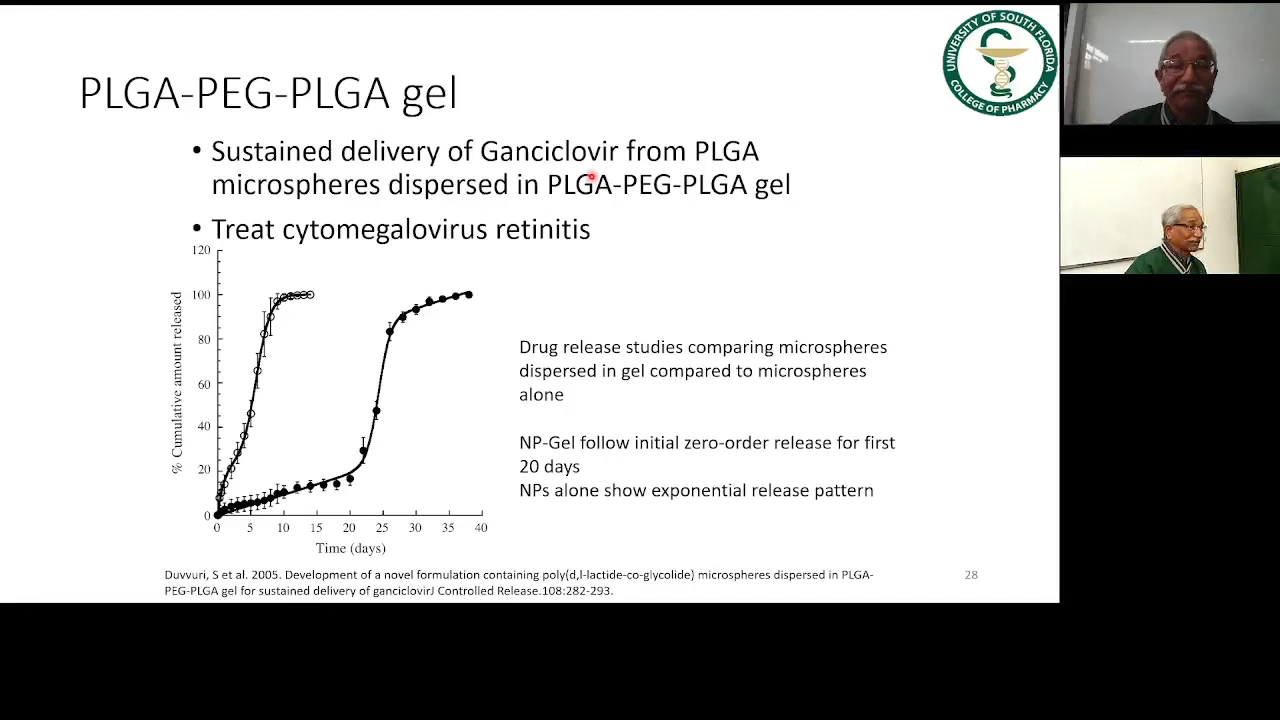 UNIVERSITY OF SOUTH FLORIDA
COLLEGE OF PHARMACY
PLGA-PEG-PLGA gel
• Sustained delivery of Ganciclovir from PLGA
microspheres dispersed in PLGA-PEG-PLGA gel
• Treat cytomegalovirus retinitis
% Cumulative amount released
120
100
80
60
40
20
0
0 5 10 15 20 25 30 35 40
Time (days)
Drug release studies comparing microspheres
dispersed in gel compared to microspheres
alone
NP-Gel follow initial zero-order release for first
20 days
NPs alone show exponential release pattern
Duvvuri, S et al. 2005. Development of a novel formulation containing poly(d,l-lactide-co-glycolide) microspheres dispersed in PLGA-
PEG-PLGA gel for sustained delivery of ganciclovirJ Controlled Release.108:282-293.
28